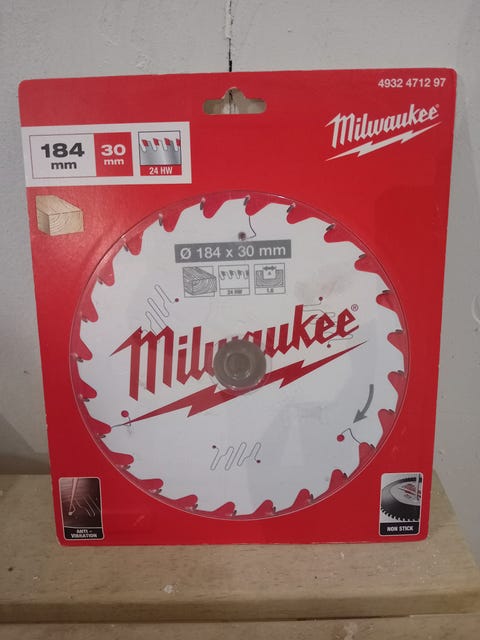 4932 4712 97
Milwaukee®
184
mm
30
mm
24 HW
Ø 184 x 30 mm
24 HW
1.6
Milwaukee®
ANTI -
VIBRATION
NON STICK